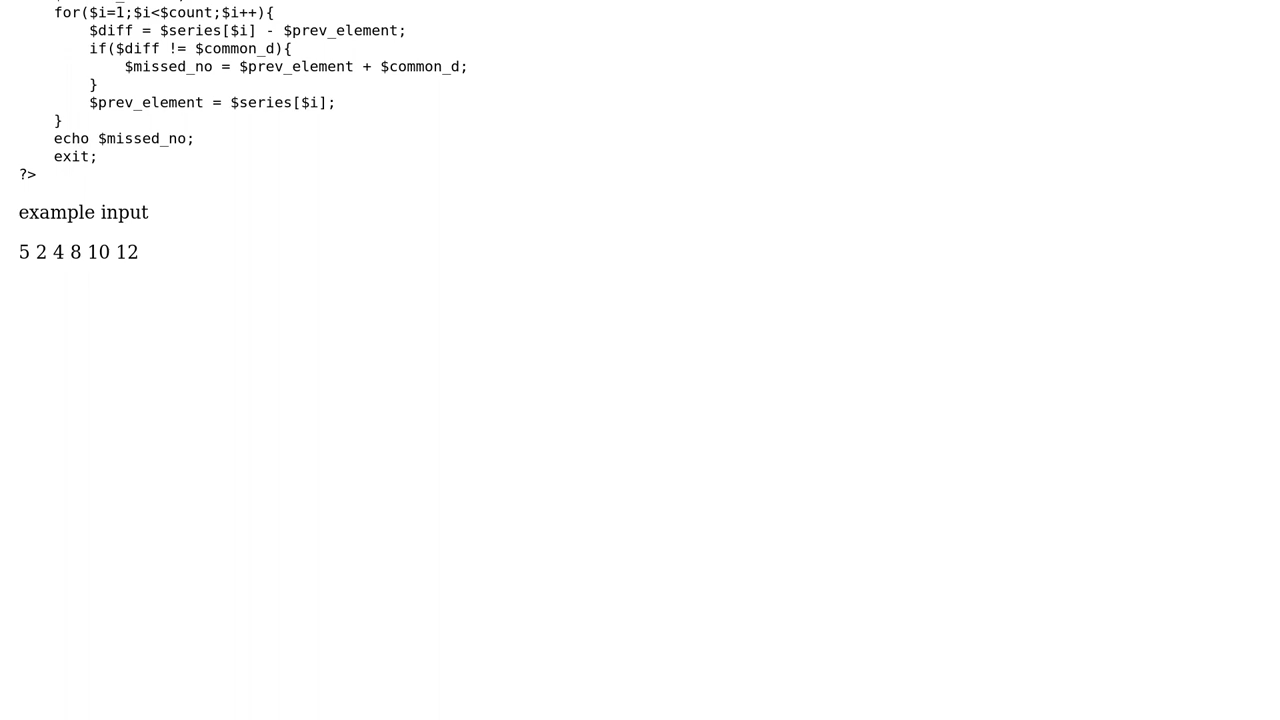 for($i=1;$i<$count;$i++){
$diff = $series[$i] - $prev_element;
if($diff != $common_d){
$missed_no = $prev_element + $common_d;
}
$prev_element = $series[$i];
}
echo $missed_no;
exit;
?>
example input
5 2 4 8 10 12